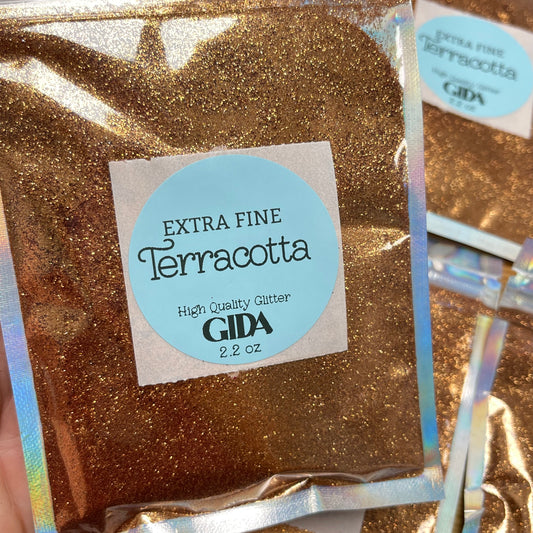 EXTRA FINE
Terracotta
High Quality Glitter
GIDA
2.2 oz
EXTRA FINE
Terracotta
High Quality Glitter
GIDA
2.2 oz